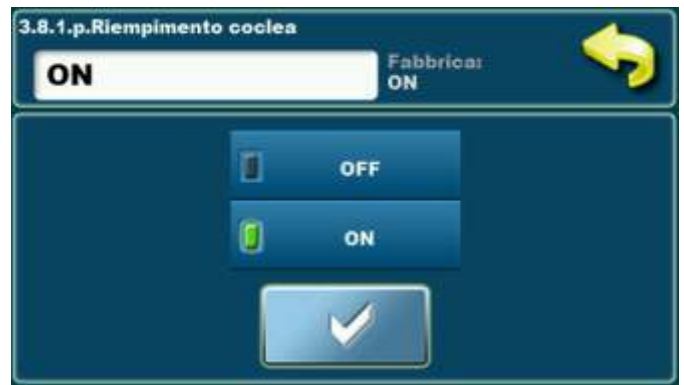 3.8.1.p.Riempimento coclea
ON
Fabbrica:
ON
OFF
ON